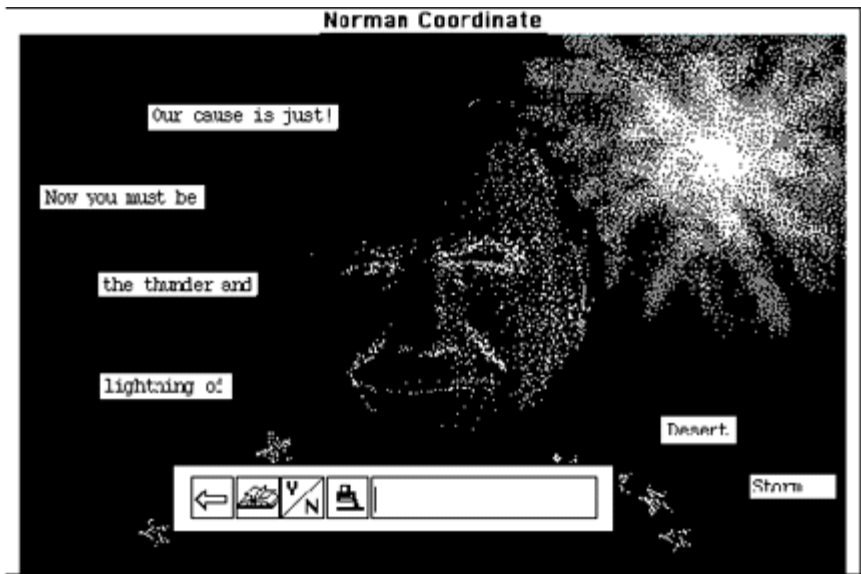 Norman Coordinate
Our cause is just!
Now you must be
the thunder and
lightning of
Desert
Storm
Y/N